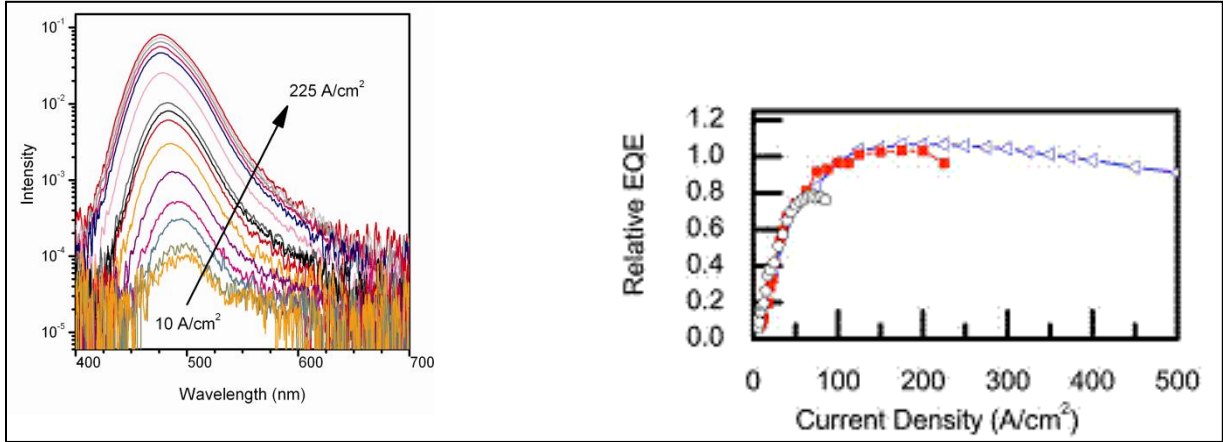 10⁻¹
10⁻²
10⁻³
10⁻⁴
10⁻⁵
Intensity
225 A/cm²
10 A/cm²
400 500 600 700
Wavelength (nm)
1.2
1.0
0.8
0.6
0.4
0.2
0.0
Relative EQE
0 100 200 300 400 500
Current Density (A/cm²)